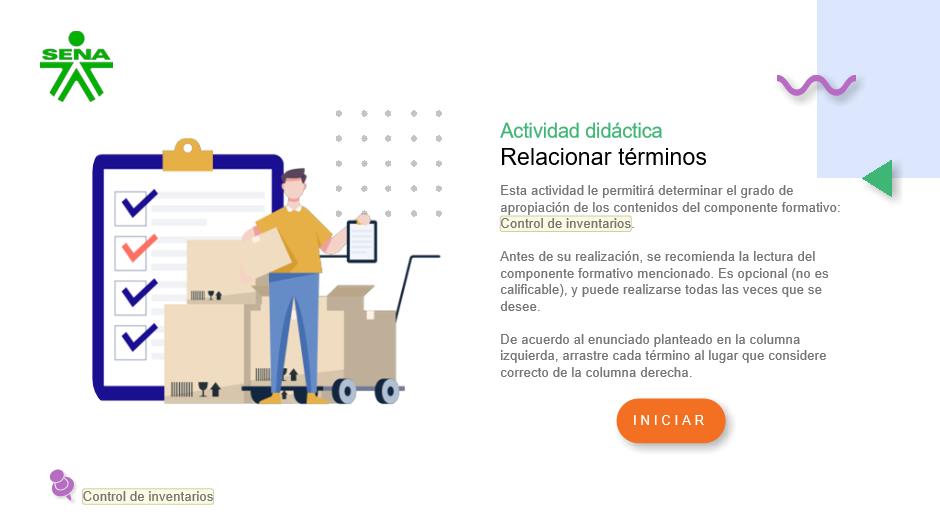 SENA
Actividad didáctica
Relacionar términos
Esta actividad le permitirá determinar el grado de
apropiación de los contenidos del componente formativo:
Control de inventarios.
Antes de su realización, se recomienda la lectura del
componente formativo mencionado. Es opcional (no es
calificable), y puede realizarse todas las veces que se
desee.
De acuerdo al enunciado planteado en la columna
izquierda, arrastre cada término al lugar que considere
correcto de la columna derecha.
INICIAR
Control de inventarios